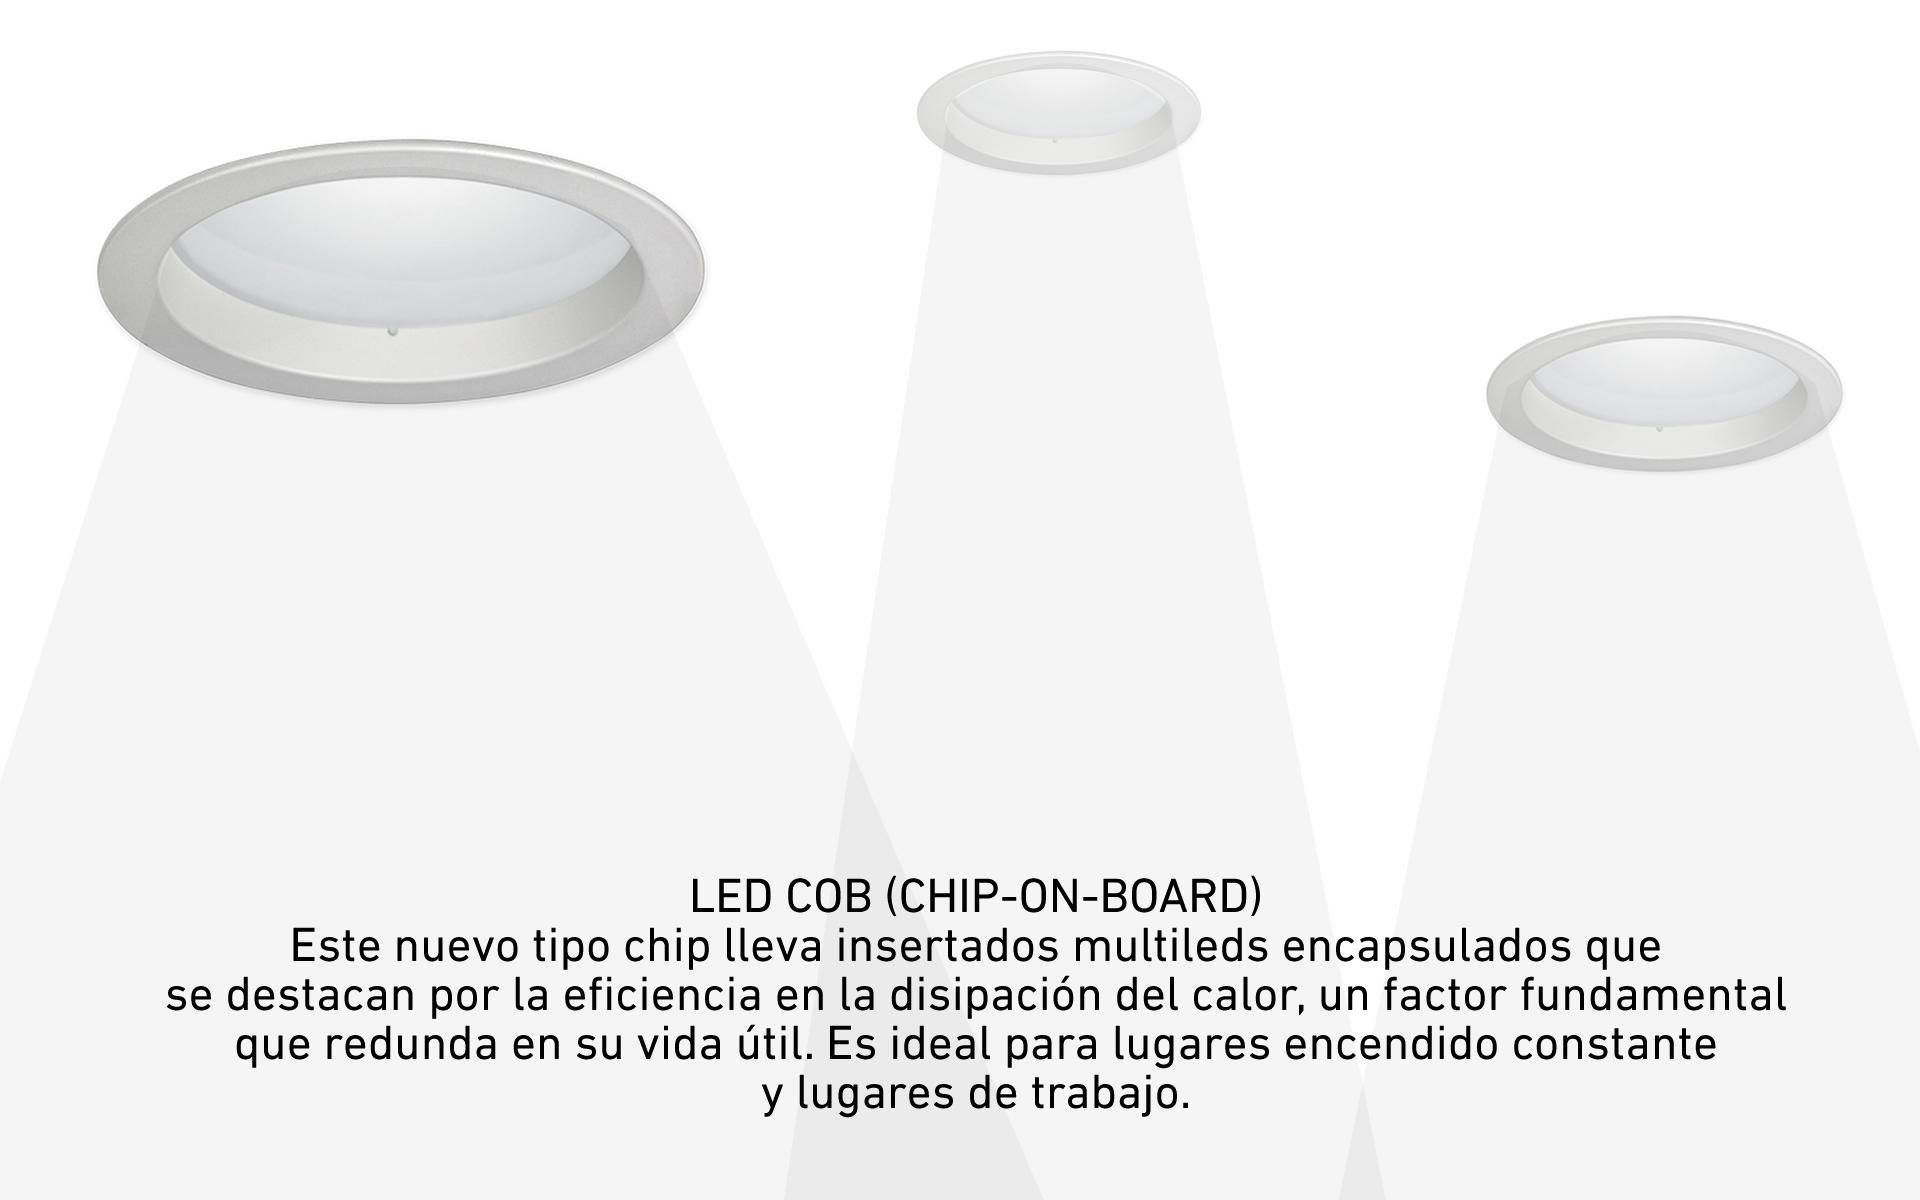 LED COB (CHIP-ON-BOARD)
Este nuevo tipo chip lleva insertados multileds encapsulados que
se destacan por la eficiencia en la disipación del calor, un factor fundamental
que redunda en su vida útil. Es ideal para lugares encendido constante
y lugares de trabajo.